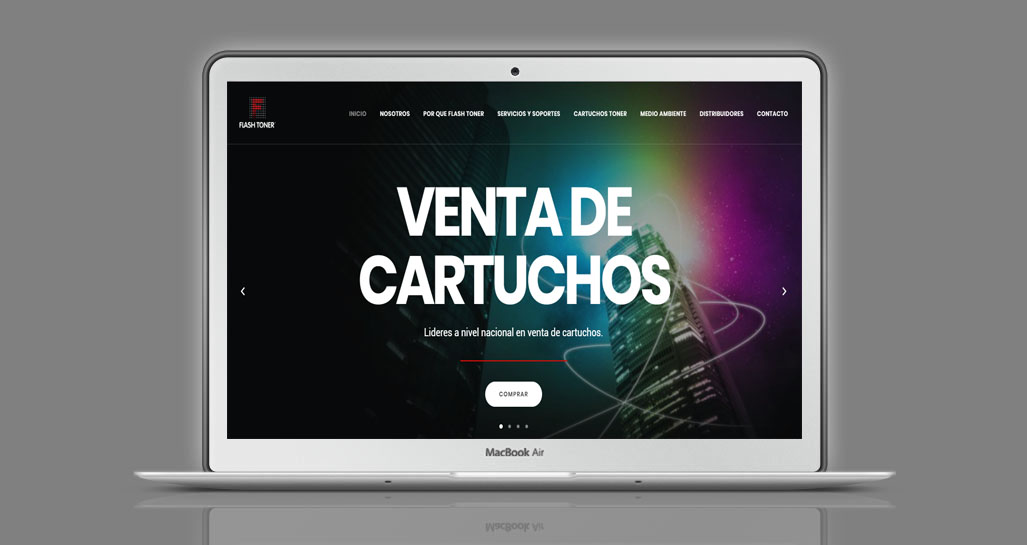 FLASH TONER
INICIO NOSOTROS POR QUE FLASH TONER SERVICIOS Y SOPORTES CARTUCHOS TONER MEDIO AMBIENTE DISTRIBUIDORES CONTACTO
VENTA DE
CARTUCHOS
Lideres a nivel nacional en venta de cartuchos.
COMPRAR
MacBook Air